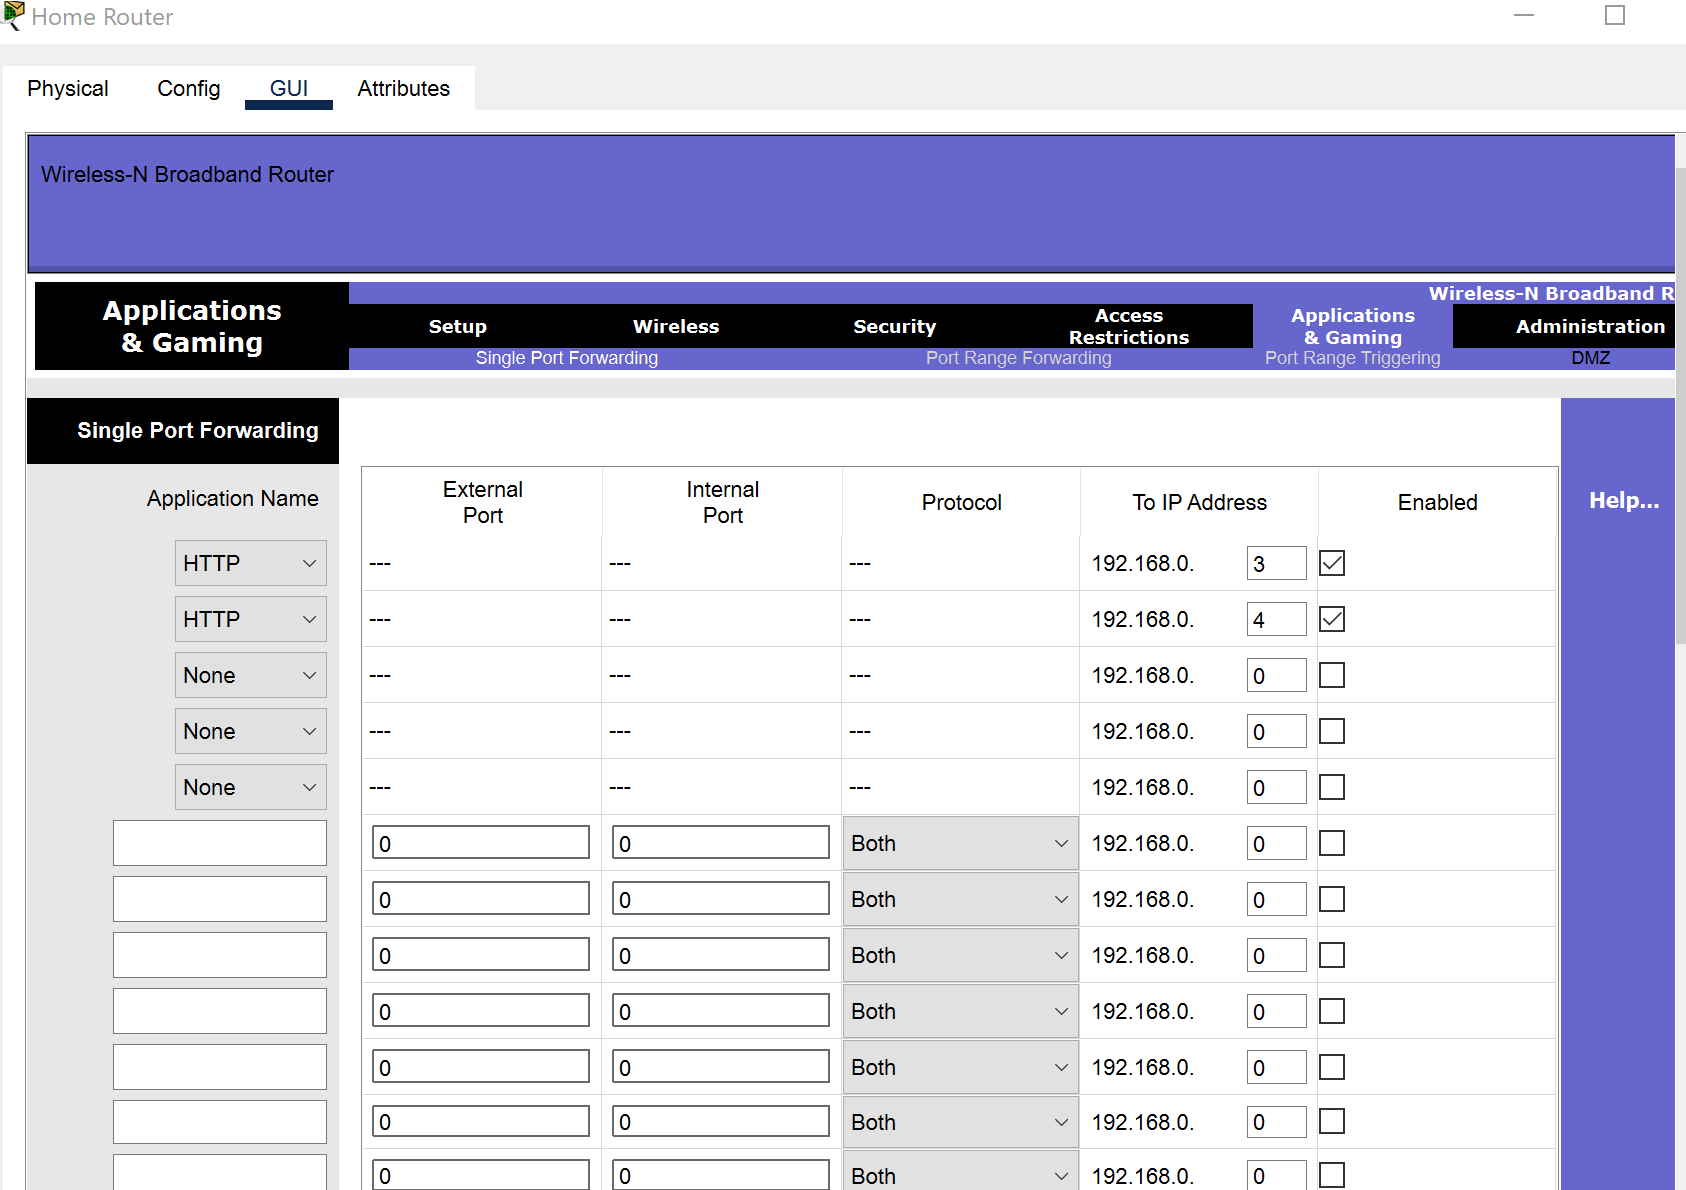 Home Router
Physical Config GUI Attributes
Wireless-N Broadband Router
Wireless-N Broadband R
Applications & Gaming
Setup Wireless Security Access Restrictions Applications & Gaming Administration
Single Port Forwarding Port Range Forwarding Port Range Triggering DMZ
Single Port Forwarding
Help...
Application Name External Port Internal Port Protocol To IP Address Enabled
HTTP --- --- --- 192.168.0. 3
HTTP --- --- --- 192.168.0. 4
None --- --- --- 192.168.0. 0
None --- --- --- 192.168.0. 0
None --- --- --- 192.168.0. 0
0 0 Both 192.168.0. 0
0 0 Both 192.168.0. 0
0 0 Both 192.168.0. 0
0 0 Both 192.168.0. 0
0 0 Both 192.168.0. 0
0 0 Both 192.168.0. 0
0 0 Both 192.168.0. 0